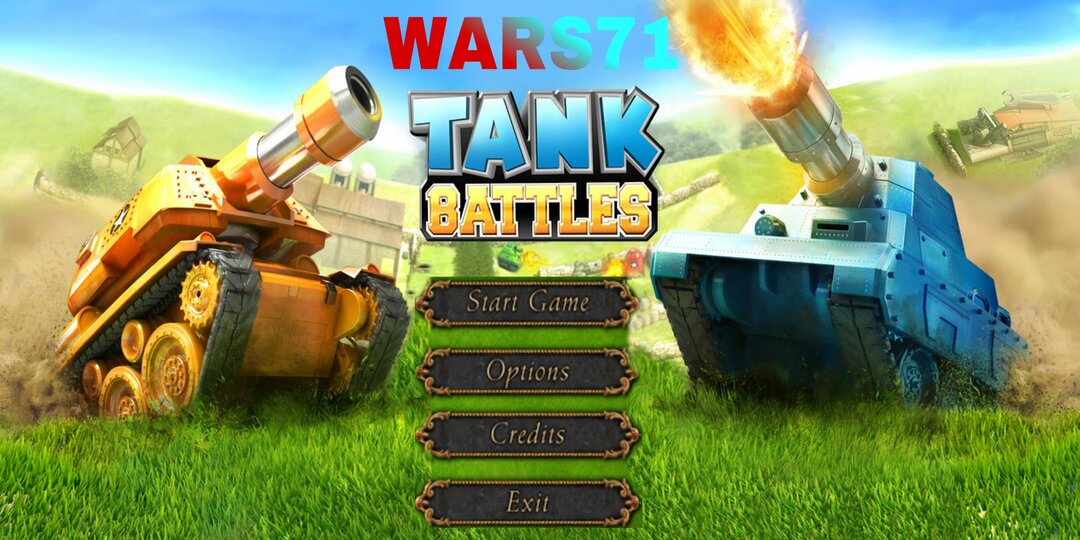 WARS71
TANK
BATTLES
Start Game
Options
Credits
Exit